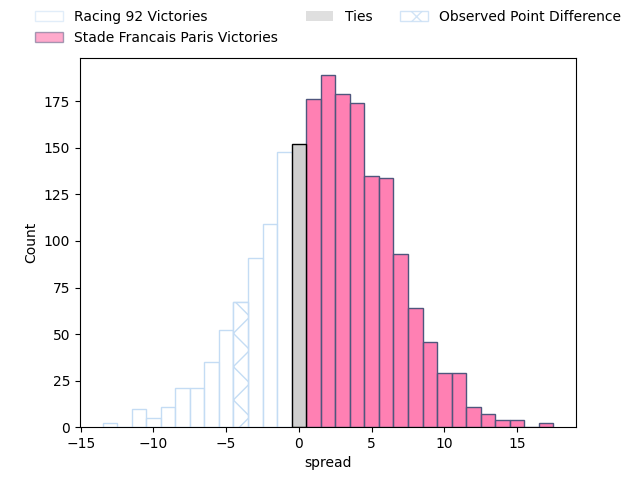 Racing 92 Victories
Stade Francais Paris Victories
Ties
Observed Point Difference
Count
175
150
125
100
75
50
25
0
−15
−10
−5
0
5
10
15
spread